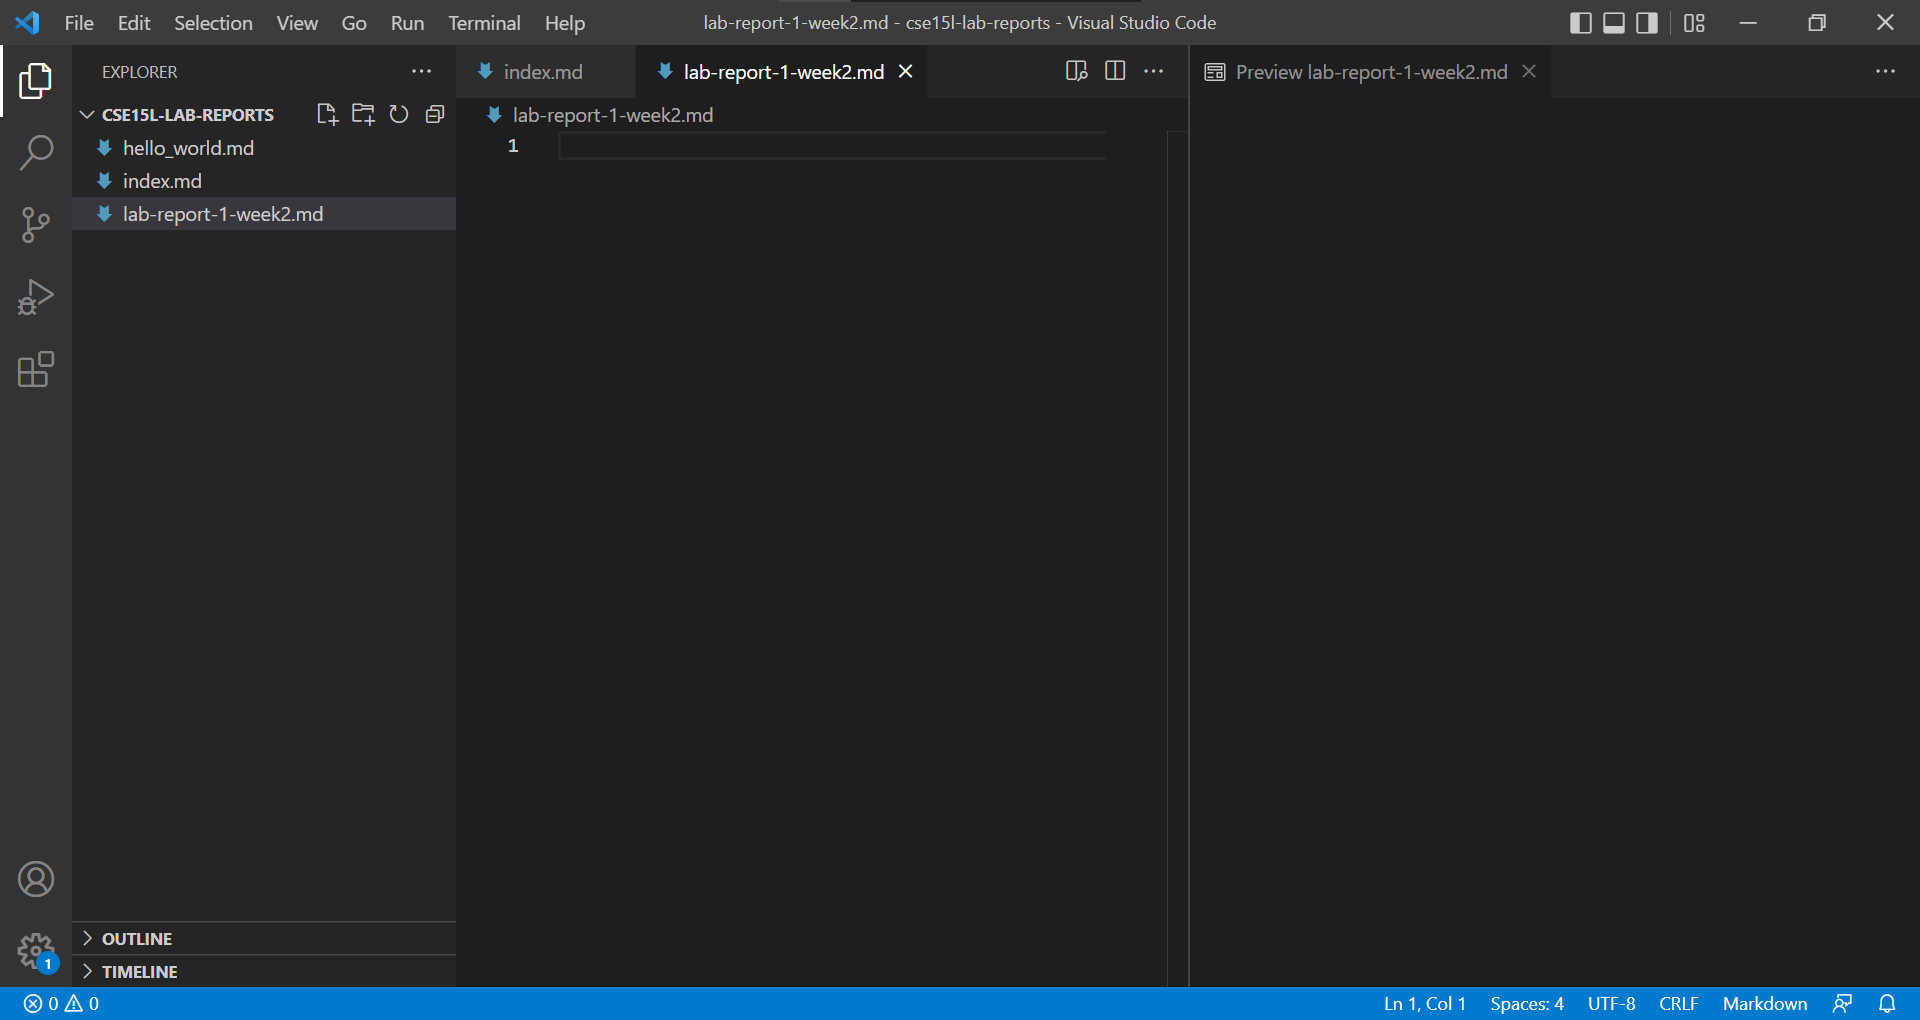 File Edit Selection View Go Run Terminal Help lab-report-1-week2.md - cse15l-lab-reports - Visual Studio Code
EXPLORER
index.md lab-report-1-week2.md Preview lab-report-1-week2.md
CSE15L-LAB-REPORTS
lab-report-1-week2.md
hello_world.md
1
index.md
lab-report-1-week2.md
OUTLINE
1
TIMELINE
0 0 Ln 1, Col 1 Spaces: 4 UTF-8 CRLF Markdown